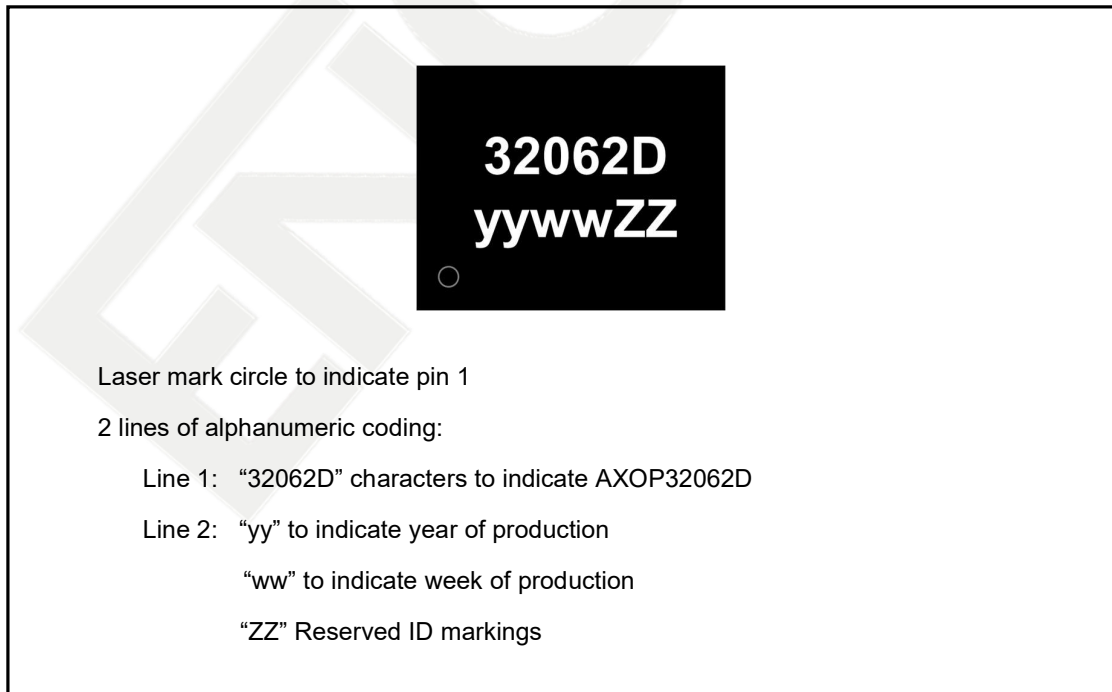 32062D
yywwZZ
Laser mark circle to indicate pin 1
2 lines of alphanumeric coding:
Line 1: “32062D” characters to indicate AXOP32062D
Line 2: “yy” to indicate year of production
“ww” to indicate week of production
“ZZ” Reserved ID markings